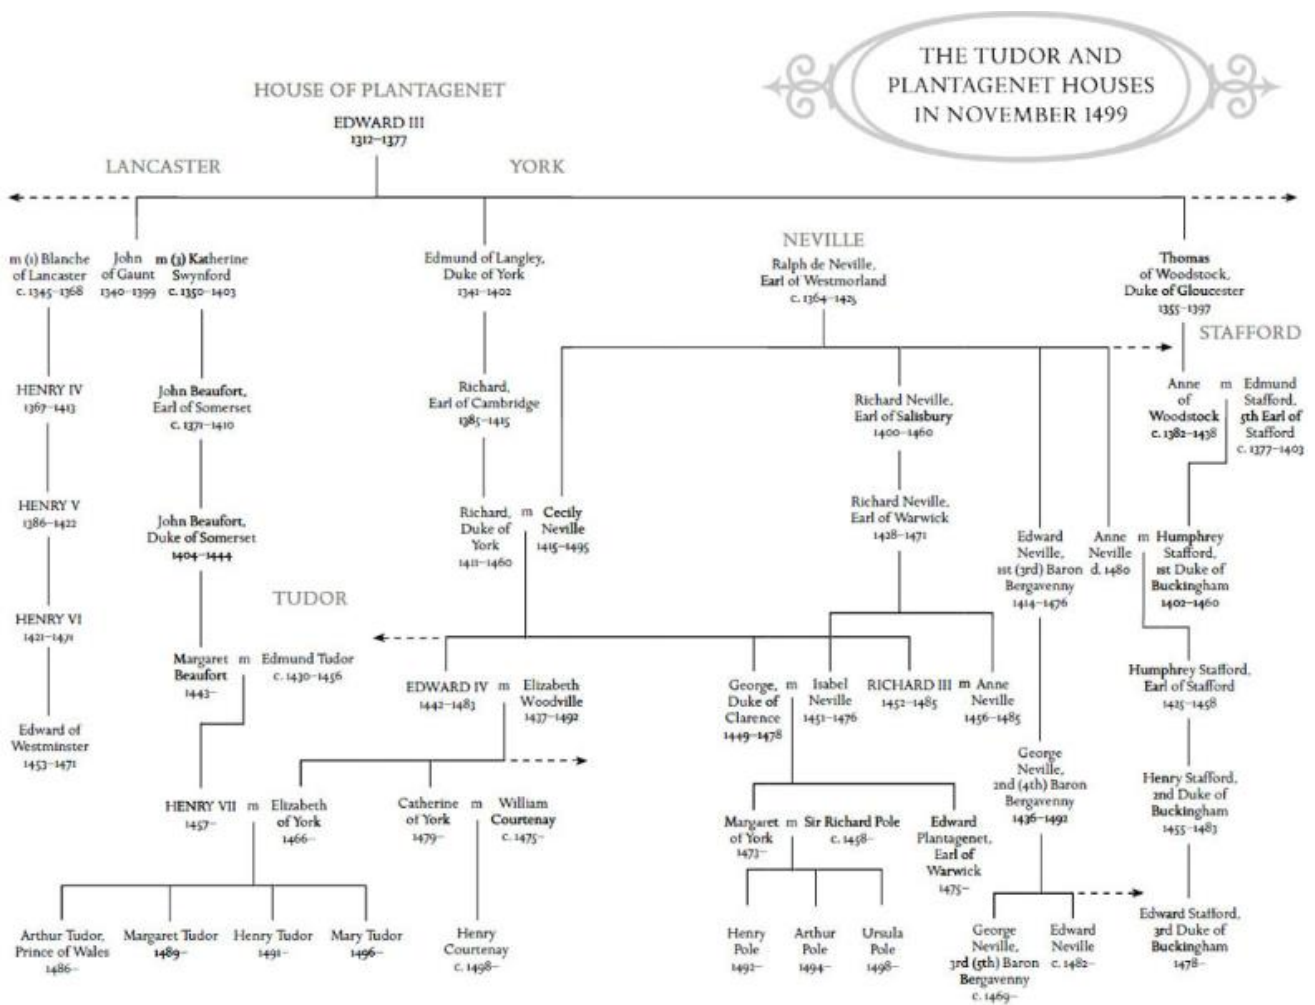 THE TUDOR AND
PLANTAGENET HOUSES
IN NOVEMBER 1499
HOUSE OF PLANTAGENET
EDWARD III
1312–1377
LANCASTER
YORK
m (1) Blanche
of Lancaster
c. 1345–1368
John
of Gaunt
1340–1399
m (3) Katherine
Swynford
c. 1350–1403
Edmund of Langley,
Duke of York
1341–1402
NEVILLE
Ralph de Neville,
Earl of Westmorland
c. 1364–1425
Thomas
of Woodstock,
Duke of Gloucester
1355–1397
STAFFORD
HENRY IV
1367–1413
John Beaufort,
Earl of Somerset
c. 1371–1410
Richard,
Earl of Cambridge
1385–1415
Richard Neville,
Earl of Salisbury
1400–1460
Anne
of
Woodstock
c. 1382–1438
m
Edmund
Stafford,
5th Earl of
Stafford
c. 1377–1403
HENRY V
1386–1422
John Beaufort,
Duke of Somerset
1404–1444
Richard,
Duke of
York
1411–1460
m
Cecily
Neville
1415–1495
Richard Neville,
Earl of Warwick
1428–1471
Edward
Neville,
1st (3rd) Baron
Bergavenny
1414–1476
Anne
Neville
d. 1480
m
Humphrey
Stafford,
1st Duke of
Buckingham
1402–1460
HENRY VI
1421–1471
TUDOR
Margaret
Beaufort
1443–
m
Edmund Tudor
c. 1430–1456
EDWARD IV
1442–1483
m
Elizabeth
Woodville
1437–1492
George,
Duke of
Clarence
1449–1478
m
Isabel
Neville
1451–1476
RICHARD III
1452–1485
m
Anne
Neville
1456–1485
Humphrey Stafford,
Earl of Stafford
1425–1458
Edward of
Westminster
1453–1471
George
Neville,
2nd (4th) Baron
Bergavenny
1436–1492
Henry Stafford,
2nd Duke of
Buckingham
1455–1483
HENRY VII
1457–
m
Elizabeth
of York
1466–
Catherine
of York
1479–
m
William
Courtenay
c. 1475–
Margaret
of York
1473–
m
Sir Richard Pole
c. 1458–
Edward
Plantagenet,
Earl of
Warwick
1475–
Arthur Tudor,
Prince of Wales
1486–
Margaret Tudor
1489–
Henry Tudor
1491–
Mary Tudor
1496–
Henry
Courtenay
c. 1498–
Henry
Pole
1492–
Arthur
Pole
1494–
Ursula
Pole
1498–
George
Neville,
3rd (5th) Baron
Bergavenny
c. 1469–
Edward
Neville
c. 1482–
Edward Stafford,
3rd Duke of
Buckingham
1478–